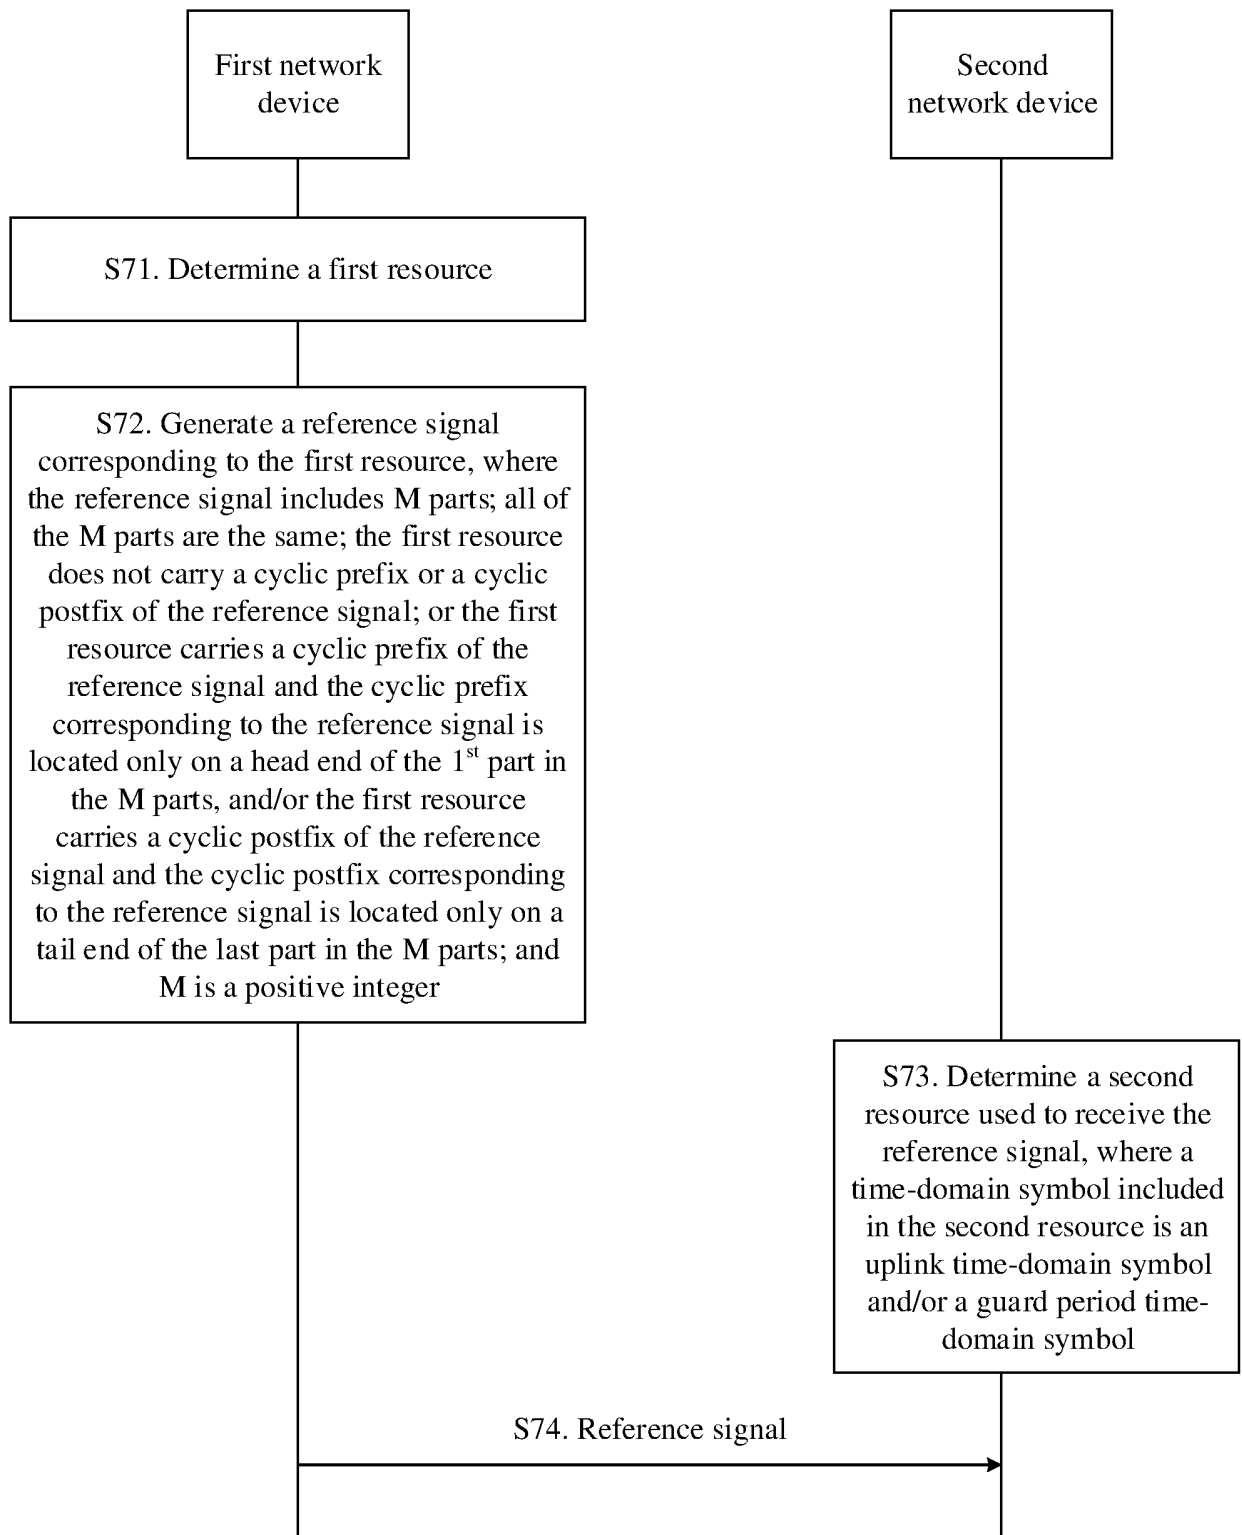 First network
device
Second
network device
S71. Determine a first resource
S72. Generate a reference signal
corresponding to the first resource, where
the reference signal includes M parts; all of
the M parts are the same; the first resource
does not carry a cyclic prefix or a cyclic
postfix of the reference signal; or the first
resource carries a cyclic prefix of the
reference signal and the cyclic prefix
corresponding to the reference signal is
located only on a head end of the 1st part in
the M parts, and/or the first resource
carries a cyclic postfix of the reference
signal and the cyclic postfix corresponding
to the reference signal is located only on a
tail end of the last part in the M parts; and
M is a positive integer
S73. Determine a second
resource used to receive the
reference signal, where a
time-domain symbol included
in the second resource is an
uplink time-domain symbol
and/or a guard period time-
domain symbol
S74. Reference signal